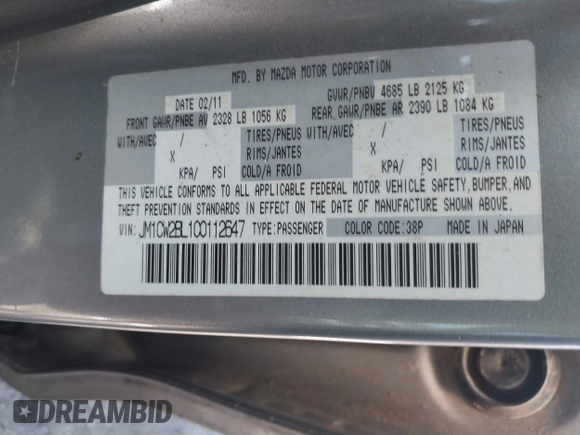 MFD. BY MAZDA MOTOR CORPORATION
DATE 02/11 GVWR/PNBV 4685 LB 2125 KG
FRONT GAWR/PNBE AV 2328 LB 1056 KG REAR GAWR/PNBE AR 2390 LB 1084 KG
WITH/AVEC / TIRES/PNEUS WITH/AVEC / TIRES/PNEUS
X RIMS/JANTES X RIMS/JANTES
KPA/ PSI COLD/A FROID KPA/ PSI COLD/A FROID
THIS VEHICLE CONFORMS TO ALL APPLICABLE FEDERAL MOTOR VEHICLE SAFETY, BUMPER, AND
THEFT PREVENTION STANDARDS IN EFFECT ON THE DATE OF MANUFACTURE SHOWN ABOVE.
VIN: JM1CW2BL1C0112647 TYPE:PASSENGER COLOR CODE:38P MADE IN JAPAN
DREAMBID